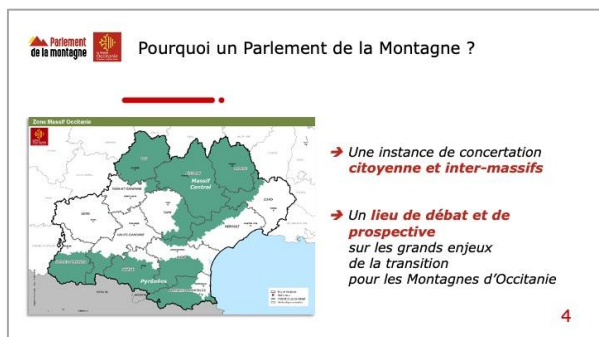 Parlement
de la montagne
Pourquoi un Parlement de la Montagne ?
Zone Massif Occitanie
Massif
Central
Pyrénées
➔ Une instance de concertation
citoyenne et inter-massifs
➔ Un lieu de débat et de
prospective
sur les grands enjeux
de la transition
pour les Montagnes d'Occitanie
4